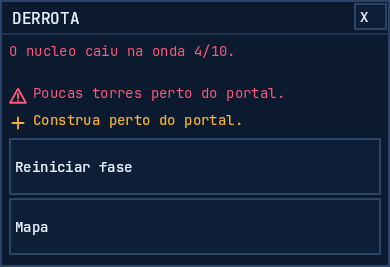 DERROTA
X
O nucleo caiu na onda 4/10.
Poucas torres perto do portal.
+ Construa perto do portal.
Reiniciar fase
Mapa